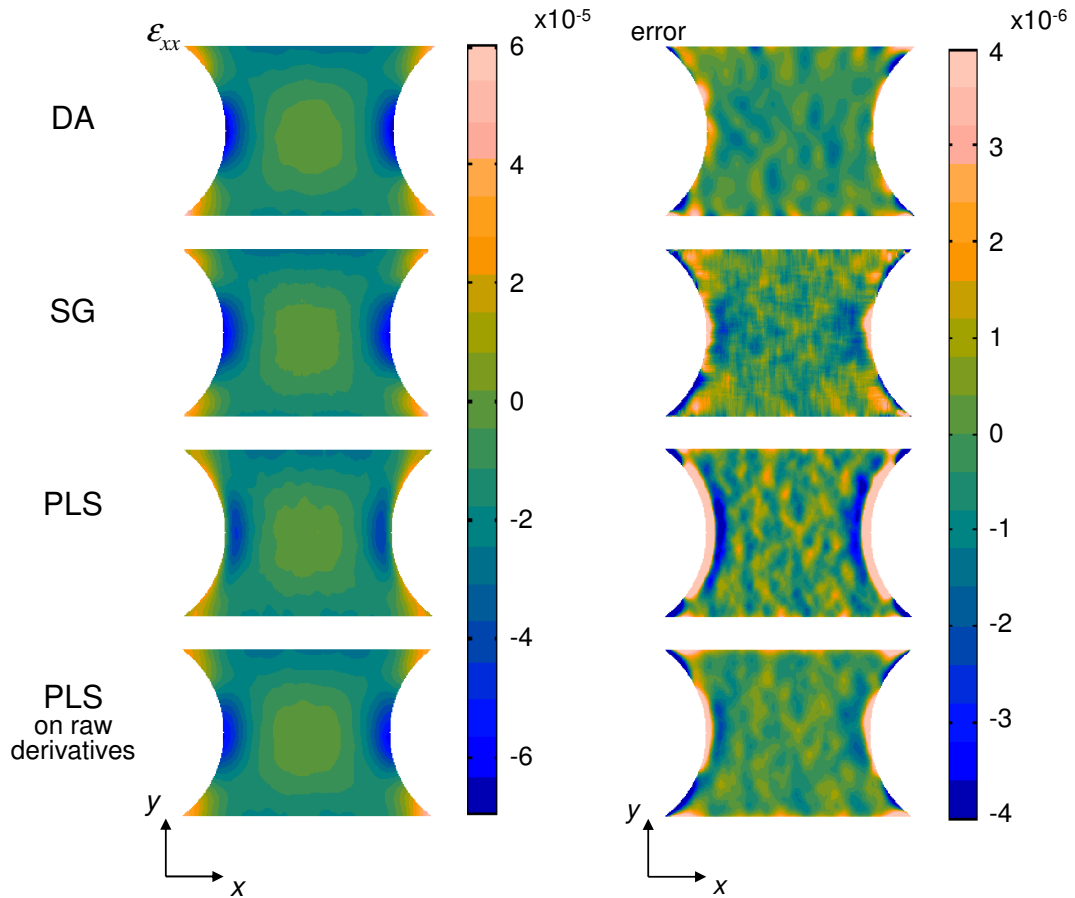 εxx
x10-5
error
x10-6
DA
SG
PLS
PLS
on raw
derivatives
6
4
2
0
-2
-4
-6
4
3
2
1
0
-1
-2
-3
-4
y
x
y
x